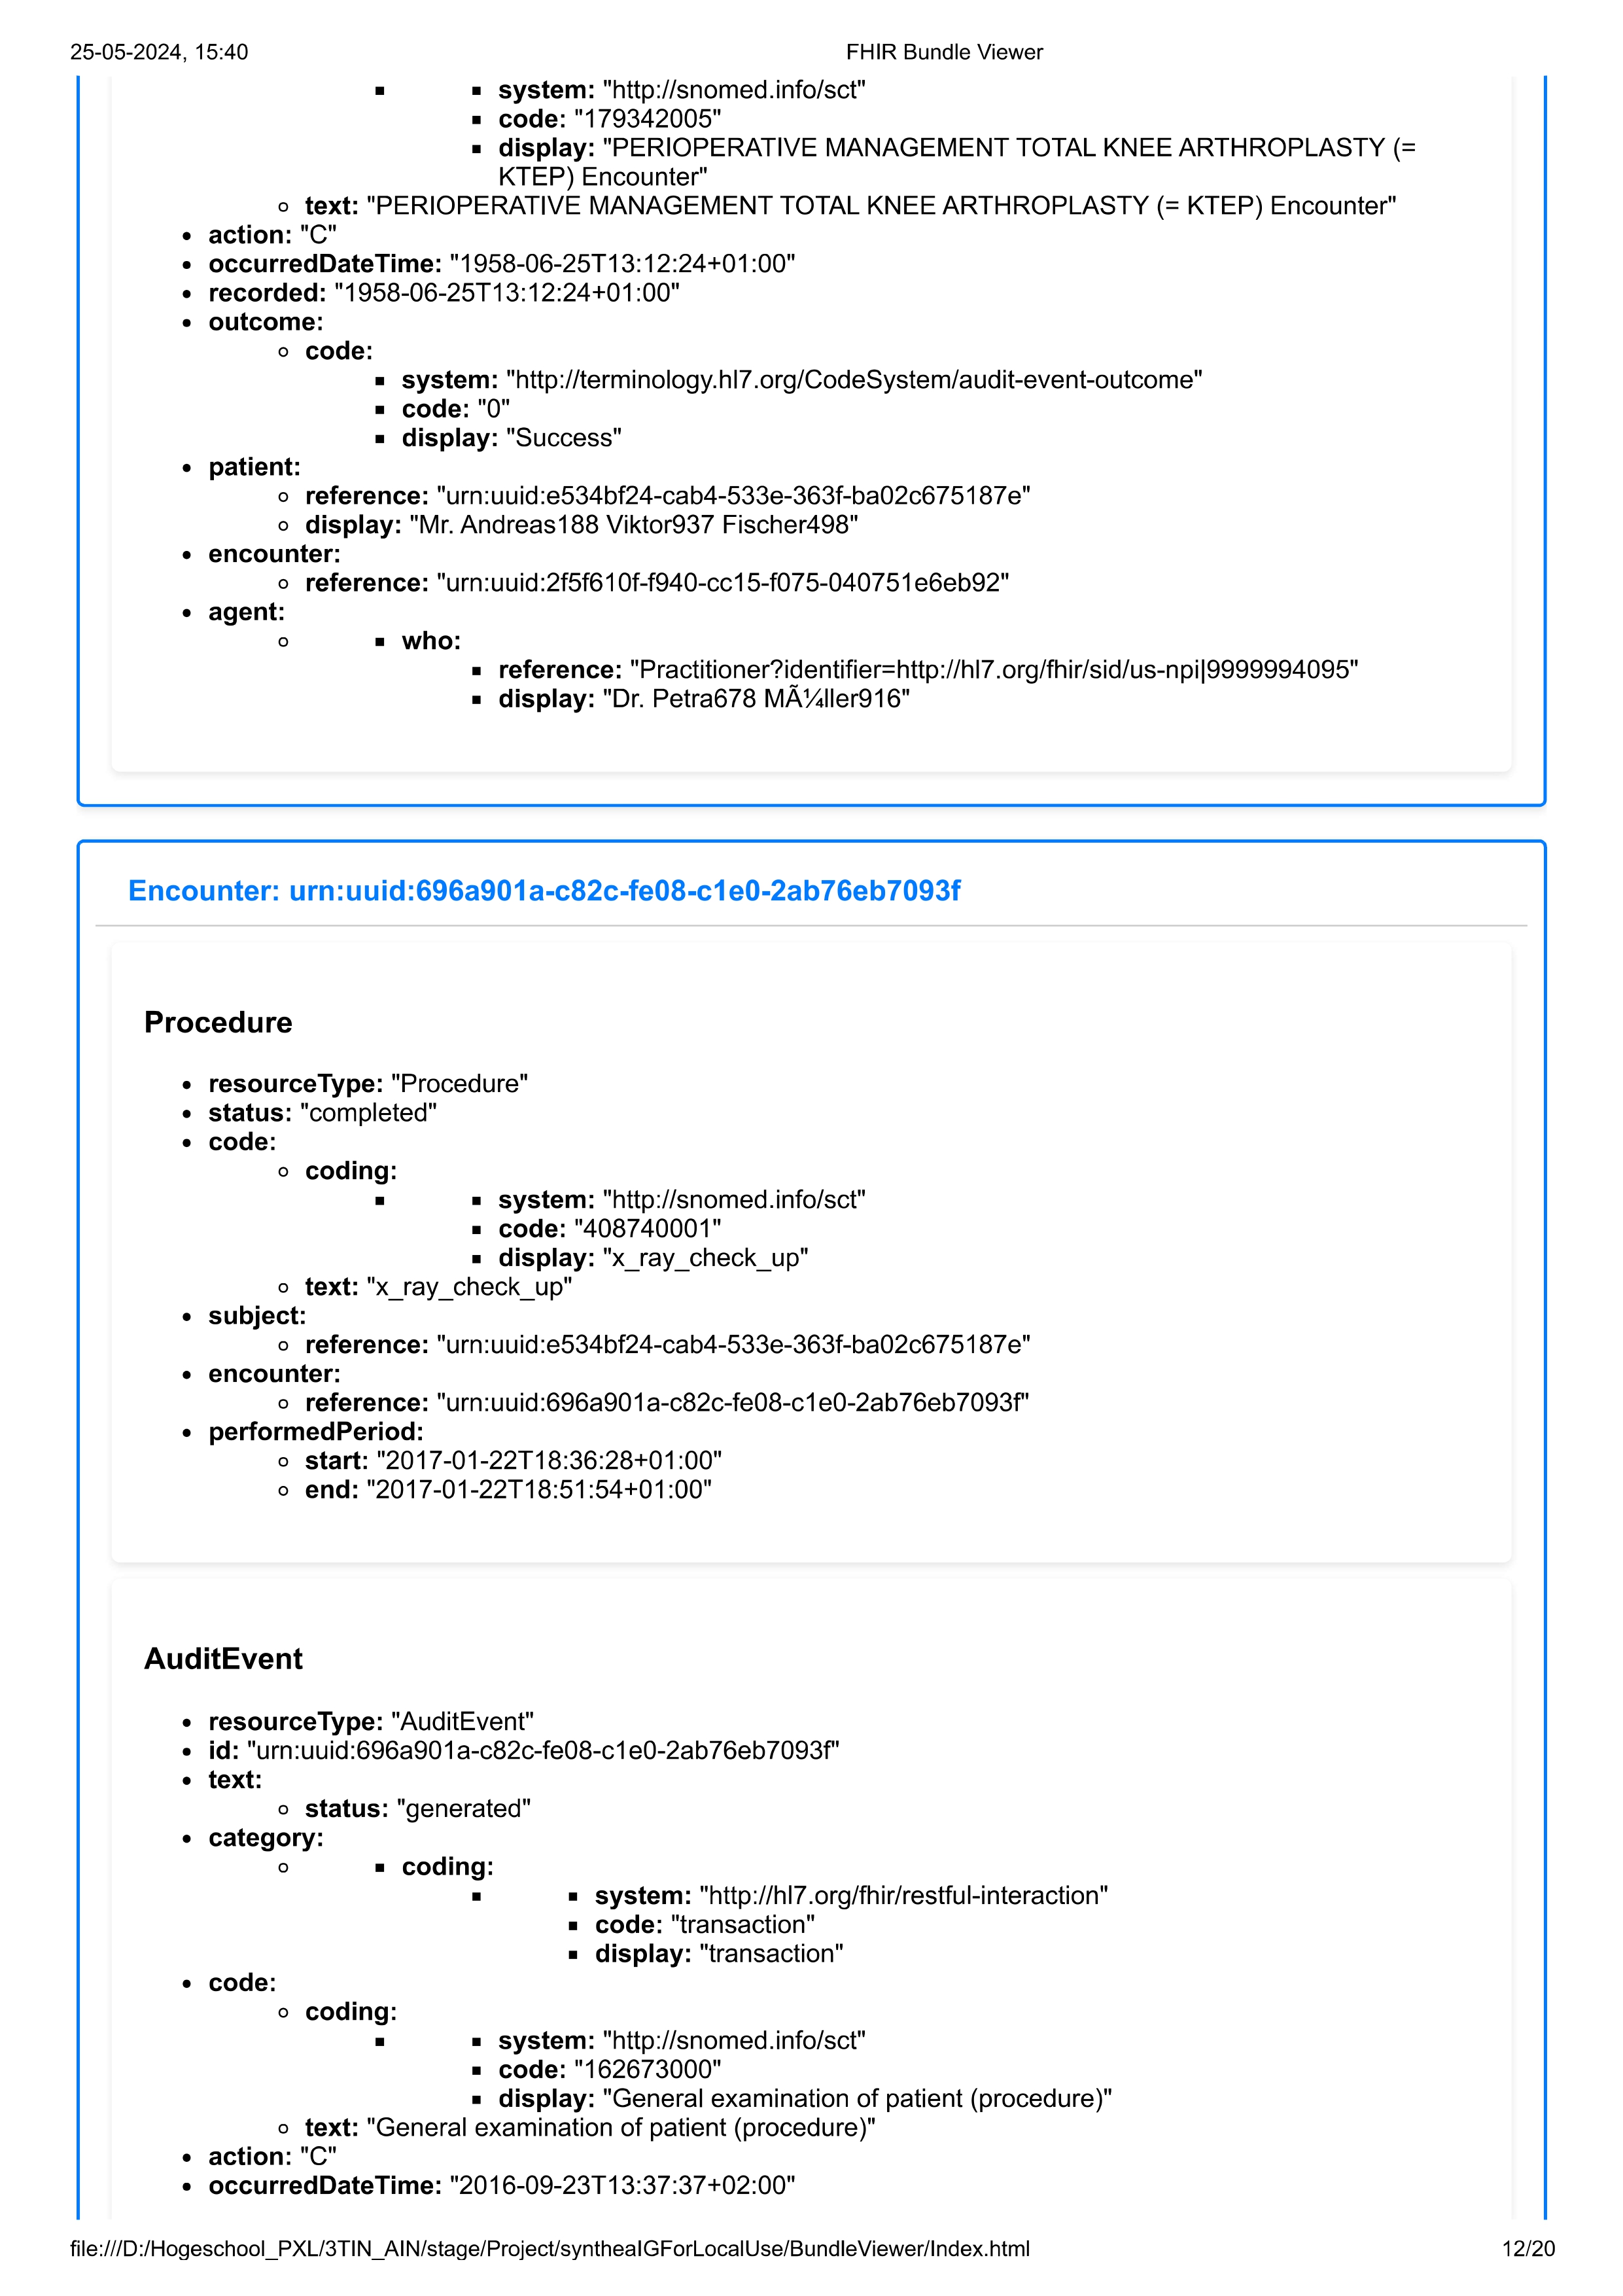 25-05-2024, 15:40 FHIR Bundle Viewer
system: "http://snomed.info/sct"
code: "179342005"
display: "PERIOPERATIVE MANAGEMENT TOTAL KNEE ARTHROPLASTY (=
KTEP) Encounter"
text: "PERIOPERATIVE MANAGEMENT TOTAL KNEE ARTHROPLASTY (= KTEP) Encounter"
action: "C"
occurredDateTime: "1958-06-25T13:12:24+01:00"
recorded: "1958-06-25T13:12:24+01:00"
outcome:
code:
system: "http://terminology.hl7.org/CodeSystem/audit-event-outcome"
code: "0"
display: "Success"
patient:
reference: "urn:uuid:e534bf24-cab4-533e-363f-ba02c675187e"
display: "Mr. Andreas188 Viktor937 Fischer498"
encounter:
reference: "urn:uuid:2f5f610f-f940-cc15-f075-040751e6eb92"
agent:
who:
reference: "Practitioner?identifier=http://hl7.org/fhir/sid/us-npi|9999994095"
display: "Dr. Petra678 MÃ¼ller916"
Encounter: urn:uuid:696a901a-c82c-fe08-c1e0-2ab76eb7093f
Procedure
resourceType: "Procedure"
status: "completed"
code:
coding:
system: "http://snomed.info/sct"
code: "408740001"
display: "x_ray_check_up"
text: "x_ray_check_up"
subject:
reference: "urn:uuid:e534bf24-cab4-533e-363f-ba02c675187e"
encounter:
reference: "urn:uuid:696a901a-c82c-fe08-c1e0-2ab76eb7093f"
performedPeriod:
start: "2017-01-22T18:36:28+01:00"
end: "2017-01-22T18:51:54+01:00"
AuditEvent
resourceType: "AuditEvent"
id: "urn:uuid:696a901a-c82c-fe08-c1e0-2ab76eb7093f"
text:
status: "generated"
category:
coding:
system: "http://hl7.org/fhir/restful-interaction"
code: "transaction"
display: "transaction"
code:
coding:
system: "http://snomed.info/sct"
code: "162673000"
display: "General examination of patient (procedure)"
text: "General examination of patient (procedure)"
action: "C"
occurredDateTime: "2016-09-23T13:37:37+02:00"
file:///D:/Hogeschool_PXL/3TIN_AIN/stage/Project/syntheaIGForLocalUse/BundleViewer/Index.html 12/20